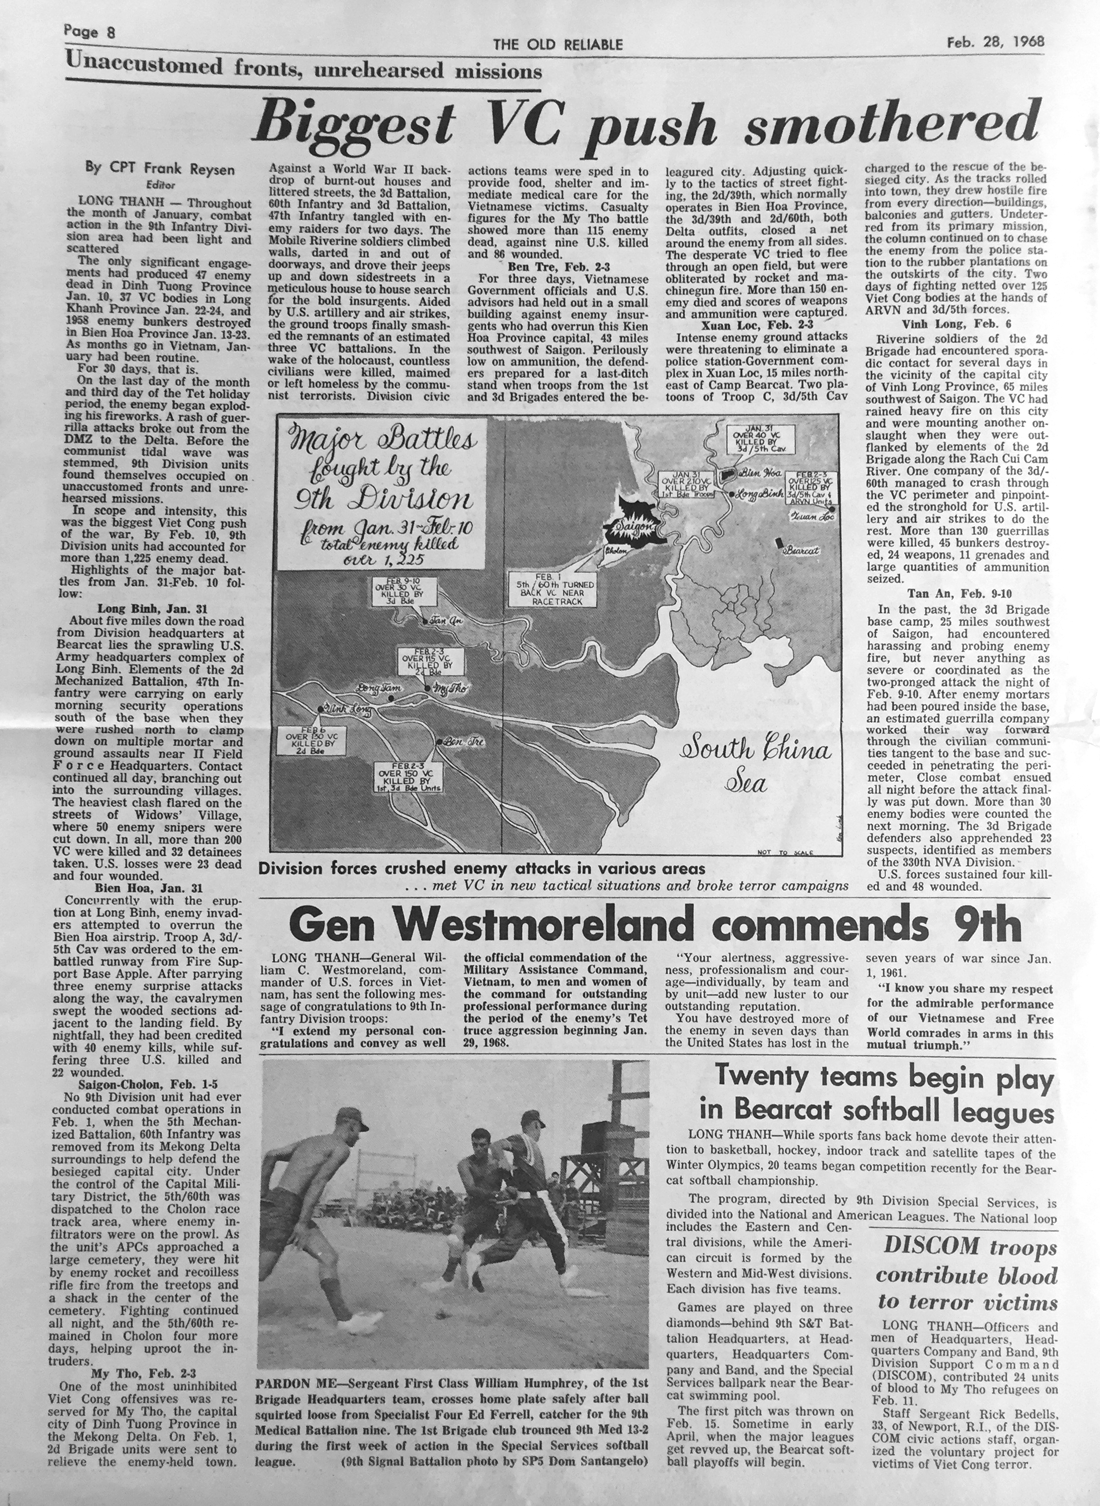 Page 8
THE OLD RELIABLE
Feb. 28, 1968
Unaccustomed fronts, unrehearsed missions
Biggest VC push smothered
By CPT Frank Reysen
Editor
LONG THANH — Throughout
the month of January, combat
action in the 9th Infantry Divi-
sion area had been light and
scattered
The only significant engage-
ments had produced 47 enemy
dead in Dinh Tuong Province
Jan. 10, 37 VC bodies in Long
Khanh Province Jan. 22-24, and
1958 enemy bunkers destroyed
in Bien Hoa Province Jan. 13-23.
As months go in Vietnam, Jan-
uary had been routine.
For 30 days, that is.
On the last day of the month
and third day of the Tet holiday
period, the enemy began explod-
ing his fireworks. A rash of guer-
rilla attacks broke out from the
DMZ to the Delta. Before the
communist tidal wave was
stemmed, 9th Division units
found themselves occupied on
unaccustomed fronts and unre-
hearsed missions.
In scope and intensity, this
was the biggest Viet Cong push
of the war. By Feb. 10, 9th
Division units had accounted for
more than 1,225 enemy dead.
Highlights of the major bat-
tles from Jan. 31-Feb. 10 fol-
low:
Long Binh, Jan. 31
About five miles down the road
from Division headquarters at
Bearcat lies the sprawling U.S.
Army headquarters complex of
Long Binh. Elements of the 2d
Mechanized Battalion, 47th In-
fantry were carrying on early
morning security operations
south of the base when they
were rushed north to clamp
down on multiple mortar and
ground assaults near II Field
Force Headquarters. Contact
continued all day, branching out
into the surrounding villages.
The heaviest clash flared on the
streets of Widows' Village,
where 50 enemy snipers were
cut down. In all, more than 200
VC were killed and 32 detainees
taken. U.S. losses were 23 dead
and four wounded.
Bien Hoa, Jan. 31
Concurrently with the erup-
tion at Long Binh, enemy invad-
ers attempted to overrun the
Bien Hoa airstrip. Troop A, 3d/-
5th Cav was ordered to the em-
battled runway from Fire Sup-
port Base Apple. After parrying
three enemy surprise attacks
along the way, the cavalrymen
swept the wooded sections ad-
jacent to the landing field. By
nightfall, they had been credited
with 40 enemy kills, while suf-
fering three U.S. killed and
22 wounded.
Saigon-Cholon, Feb. 1-5
No 9th Division unit had ever
conducted combat operations in
Feb. 1, when the 5th Mechan-
ized Battalion, 60th Infantry was
removed from its Mekong Delta
surroundings to help defend the
besieged capital city. Under
the control of the Capital Mili-
tary District, the 5th/60th was
dispatched to the Cholon race
track area, where enemy in-
filtrators were on the prowl. As
the unit's APCs approached a
large cemetery, they were hit
by enemy rocket and recoilless
rifle fire from the treetops and
a shack in the center of the
cemetery. Fighting continued
all night, and the 5th/60th re-
mained in Cholon four more
days, helping uproot the in-
truders.
My Tho, Feb. 2-3
One of the most uninhibited
Viet Cong offensives was re-
served for My Tho, the capital
city of Dinh Tuong Province in
the Mekong Delta. On Feb. 1,
2d Brigade units were sent to
relieve the enemy-held town.
Against a World War II back-
drop of burnt-out houses and
littered streets, the 3d Battalion,
60th Infantry and 3d Battalion,
47th Infantry tangled with en-
emy raiders for two days. The
Mobile Riverine soldiers climbed
walls, darted in and out of
doorways, and drove their jeeps
up and down sidestreets in a
meticulous house to house search
for the bold insurgents. Aided
by U.S. artillery and air strikes,
the ground troops finally smash-
ed the remnants of an estimated
three VC battalions. In the
wake of the holocaust, countless
civilians were killed, maimed
or left homeless by the commu-
nist terrorists. Division civic
actions teams were sped in to
provide food, shelter and im-
mediate medical care for the
Vietnamese victims. Casualty
figures for the My Tho battle
showed more than 115 enemy
dead, against nine U.S. killed
and 86 wounded.
Ben Tre, Feb. 2-3
For three days, Vietnamese
Government officials and U.S.
advisors had held out in a small
building against enemy insur-
gents who had overrun this Kien
Hoa Province capital, 43 miles
southwest of Saigon. Perilously
low on ammunition, the defend-
ers prepared for a last-ditch
stand when troops from the 1st
and 3d Brigades entered the be-
leagured city. Adjusting quick-
ly to the tactics of street fight-
ing, the 2d/39th, which normally
operates in Bien Hoa Province,
the 3d/39th and 2d/60th, both
Delta outfits, closed a net
around the enemy from all sides.
The desperate VC tried to flee
through an open field, but were
obliterated by rocket and ma-
chinegun fire. More than 150 en-
emy died and scores of weapons
and ammunition were captured.
Xuan Loc, Feb. 2-3
Intense enemy ground attacks
were threatening to eliminate a
police station-Government com-
plex in Xuan Loc, 15 miles north-
east of Camp Bearcat. Two pla-
toons of Troop C, 3d/5th Cav
charged to the rescue of the be-
sieged city. As the tracks rolled
into town, they drew hostile fire
from every direction—buildings,
balconies and gutters. Undeter-
red from its primary mission,
the column continued on to chase
the enemy from the police sta-
tion to the rubber plantations on
the outskirts of the city. Two
days of fighting netted over 125
Viet Cong bodies at the hands of
ARVN and 3d/5th forces.
Vinh Long, Feb. 6
Riverine soldiers of the 2d
Brigade had encountered spora-
dic contact for several days in
the vicinity of the capital city
of Vinh Long Province, 65 miles
southwest of Saigon. The VC had
rained heavy fire on this city
and were mounting another on-
slaught when they were out-
flanked by elements of the 2d
Brigade along the Rach Cui Cam
River. One company of the 3d/-
60th managed to crash through
the VC perimeter and pinpoint-
ed the stronghold for U.S. artil-
lery and air strikes to do the
rest. More than 130 guerrillas
were killed, 45 bunkers destroy-
ed, 24 weapons, 11 grenades and
large quantities of ammunition
seized.
Tan An, Feb. 9-10
In the past, the 3d Brigade
base camp, 25 miles southwest
of Saigon, had encountered
harassing and probing enemy
fire, but never anything as
severe or coordinated as the
two-pronged attack the night of
Feb. 9-10. After enemy mortars
had been poured inside the base,
an estimated guerrilla company
worked their way forward
through the civilian communi-
ties tangent to the base and suc-
ceeded in penetrating the peri-
meter, Close combat ensued
all night before the attack final-
ly was put down. More than 30
enemy bodies were counted the
next morning. The 3d Brigade
defenders also apprehended 23
suspects, identified as members
of the 330th NVA Division.
U.S. forces sustained four kill-
ed and 48 wounded.
Major Battles
fought by the
9th Division
from Jan. 31-Feb. 10
total enemy killed
over 1,225
JAN. 31
OVER 40 VC
KILLED BY
3d/5th Cav
JAN 31
OVER 210 VC
KILLED BY
1st Bde Troops
Bien Hoa
Long Binh
FEB 2-3
OVER 125 VC
KILLED BY
3d/5th Cav &
ARVN Units
Xuan Loc
Saigon
Cholon
Bearcat
FEB. 1
5th/60th TURNED
BACK VC NEAR
RACETRACK
FEB. 9-10
OVER 30 VC
KILLED BY
3d Bde
Tan An
FEB. 2-3
OVER 115 VC
KILLED BY
2d Bde
Dong Tam
My Tho
Vinh Long
FEB 6
OVER 130 VC
KILLED BY
2d Bde
Ben Tre
FEB. 2-3
OVER 150 VC
KILLED BY
1st, 3d Bde Units
South China
Sea
NOT TO SCALE
Division forces crushed enemy attacks in various areas
. . . met VC in new tactical situations and broke terror campaigns
Gen Westmoreland commends 9th
LONG THANH—General Wil-
liam C. Westmoreland, com-
mander of U.S. forces in Viet-
nam, has sent the following mes-
sage of congratulations to 9th In-
fantry Division troops:
"I extend my personal con-
gratulations and convey as well
the official commendation of the
Military Assistance Command,
Vietnam, to men and women of
the command for outstanding
professional performance during
the period of the enemy's Tet
truce aggression beginning Jan.
29, 1968.
"Your alertness, aggressive-
ness, professionalism and cour-
age—individually, by team and
by unit—add new luster to our
outstanding reputation.
You have destroyed more of
the enemy in seven days than
the United States has lost in the
seven years of war since Jan.
1, 1961.
"I know you share my respect
for the admirable performance
of our Vietnamese and Free
World comrades in arms in this
mutual triumph."
PARDON ME—Sergeant First Class William Humphrey, of the 1st
Brigade Headquarters team, crosses home plate safely after ball
squirted loose from Specialist Four Ed Ferrell, catcher for the 9th
Medical Battalion nine. The 1st Brigade club trounced 9th Med 13-2
during the first week of action in the Special Services softball
league. (9th Signal Battalion photo by SP5 Dom Santangelo)
Twenty teams begin play
in Bearcat softball leagues
LONG THANH—While sports fans back home devote their atten-
tion to basketball, hockey, indoor track and satellite tapes of the
Winter Olympics, 20 teams began competition recently for the Bear-
cat softball championship.
The program, directed by 9th Division Special Services, is
divided into the National and American Leagues. The National loop
includes the Eastern and Cen-
tral divisions, while the Ameri-
can circuit is formed by the
Western and Mid-West divisions.
Each division has five teams.
Games are played on three
diamonds—behind 9th S&T Bat-
talion Headquarters, at Head-
quarters, Headquarters Com-
pany and Band, and the Special
Services ballpark near the Bear-
cat swimming pool.
The first pitch was thrown on
Feb. 15. Sometime in early
April, when the major leagues
get revved up, the Bearcat soft-
ball playoffs will begin.
DISCOM troops
contribute blood
to terror victims
LONG THANH—Officers and
men of Headquarters, Head-
quarters Company and Band, 9th
Division Support Command
(DISCOM), contributed 24 units
of blood to My Tho refugees on
Feb. 11.
Staff Sergeant Rick Bedells,
33, of Newport, R.I., of the DIS-
COM civic actions staff, organ-
ized the voluntary project for
victims of Viet Cong terror.